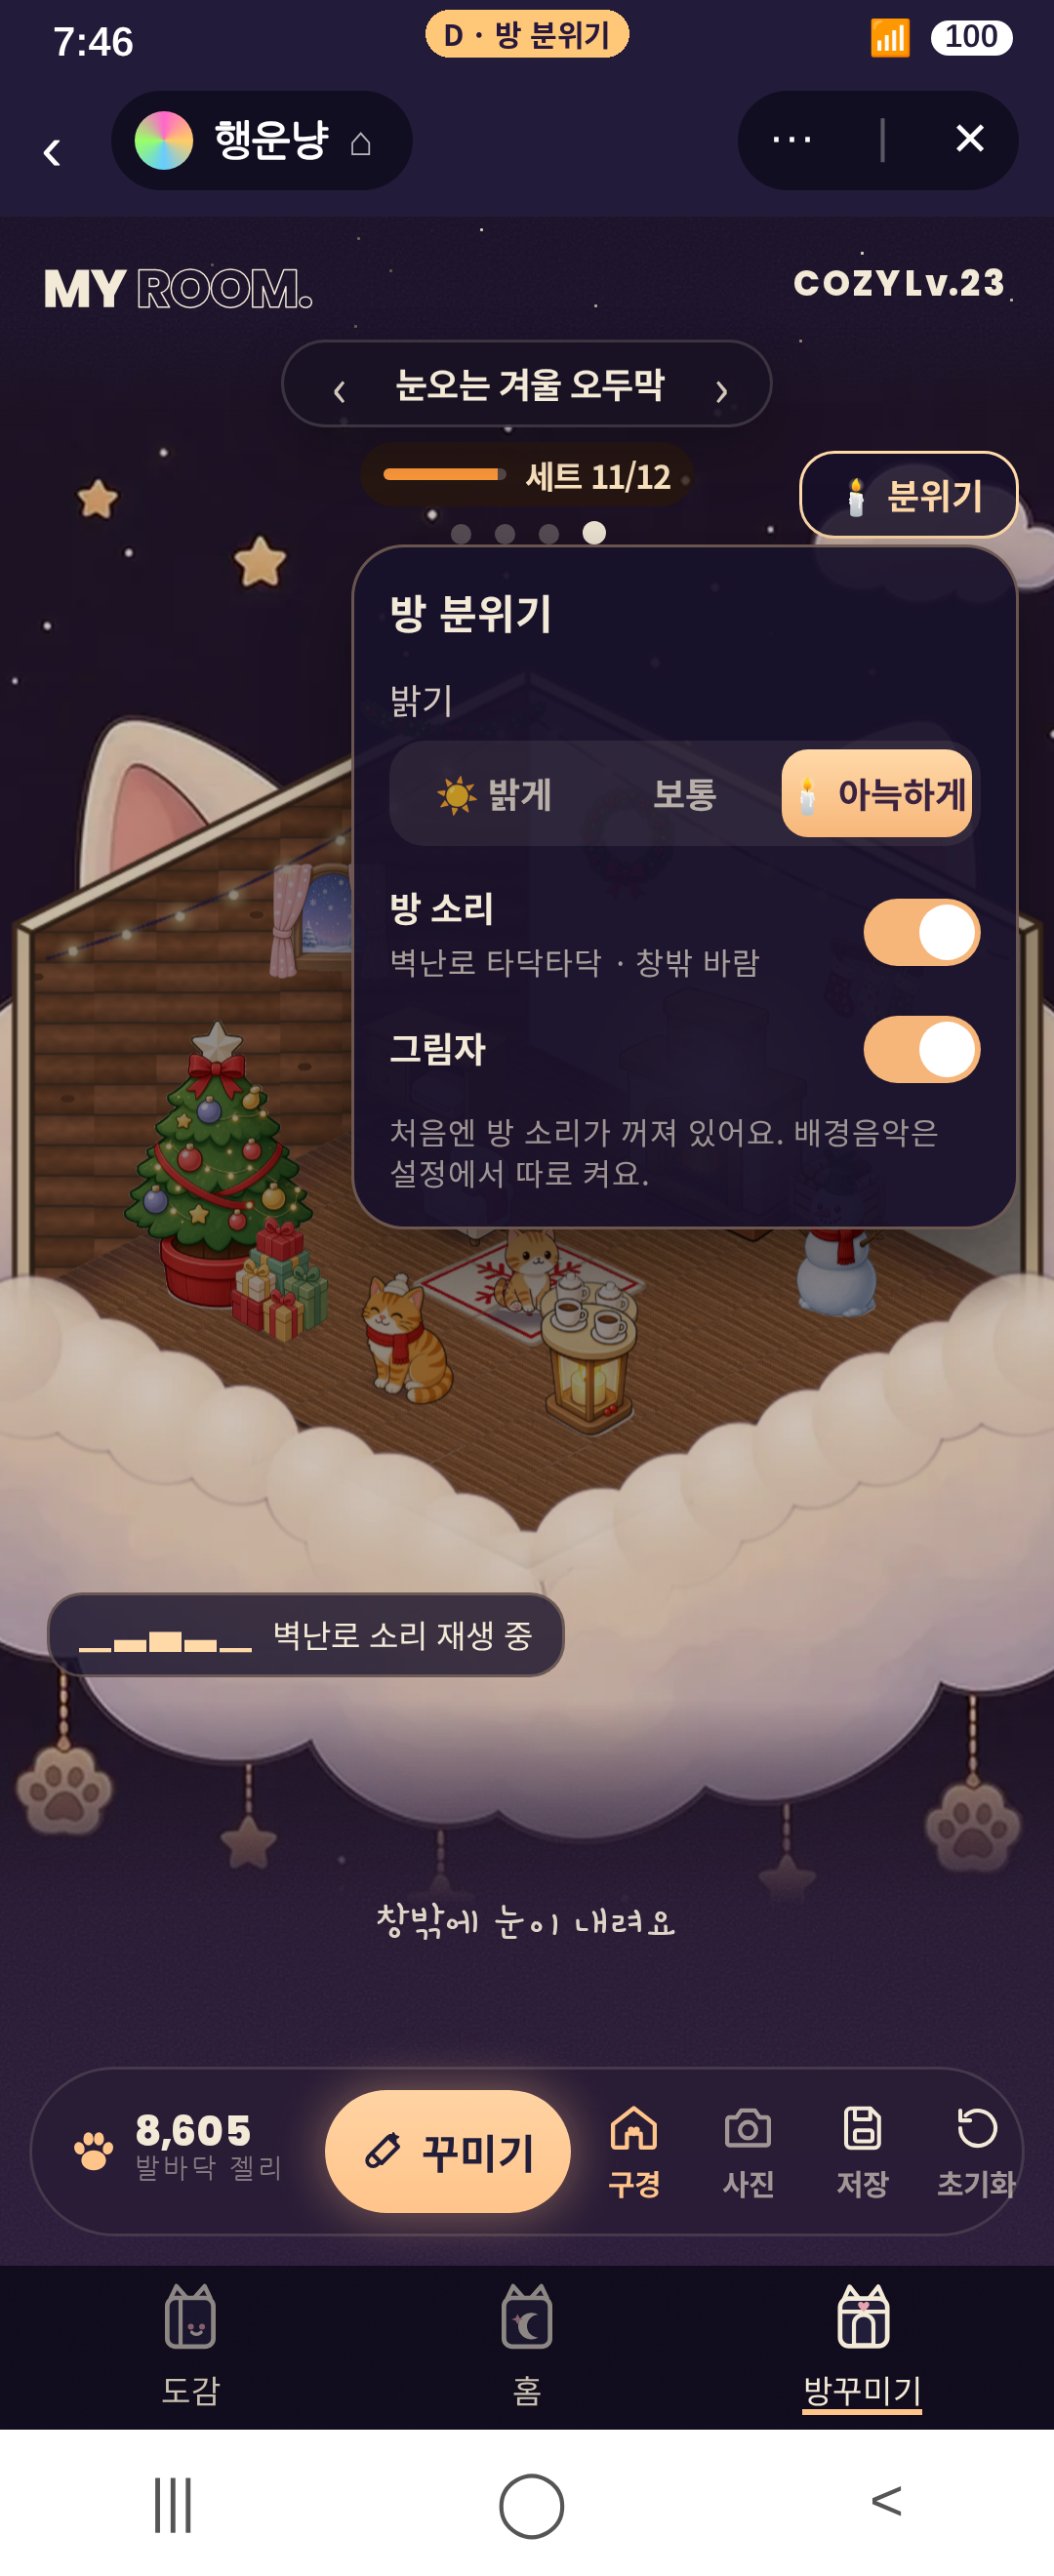 7:46
D · 방 분위기
100
행운냥
MY ROOM.
COZY Lv.23
눈오는 겨울 오두막
세트 11/12
분위기
방 분위기
밝기
밝게
보통
아늑하게
방 소리
벽난로 타닥타닥 · 창밖 바람
그림자
처음엔 방 소리가 꺼져 있어요. 배경음악은
설정에서 따로 켜요.
벽난로 소리 재생 중
창밖에 눈이 내려요
8,605
발바닥 젤리
꾸미기
구경
사진
저장
초기화
도감
홈
방꾸미기